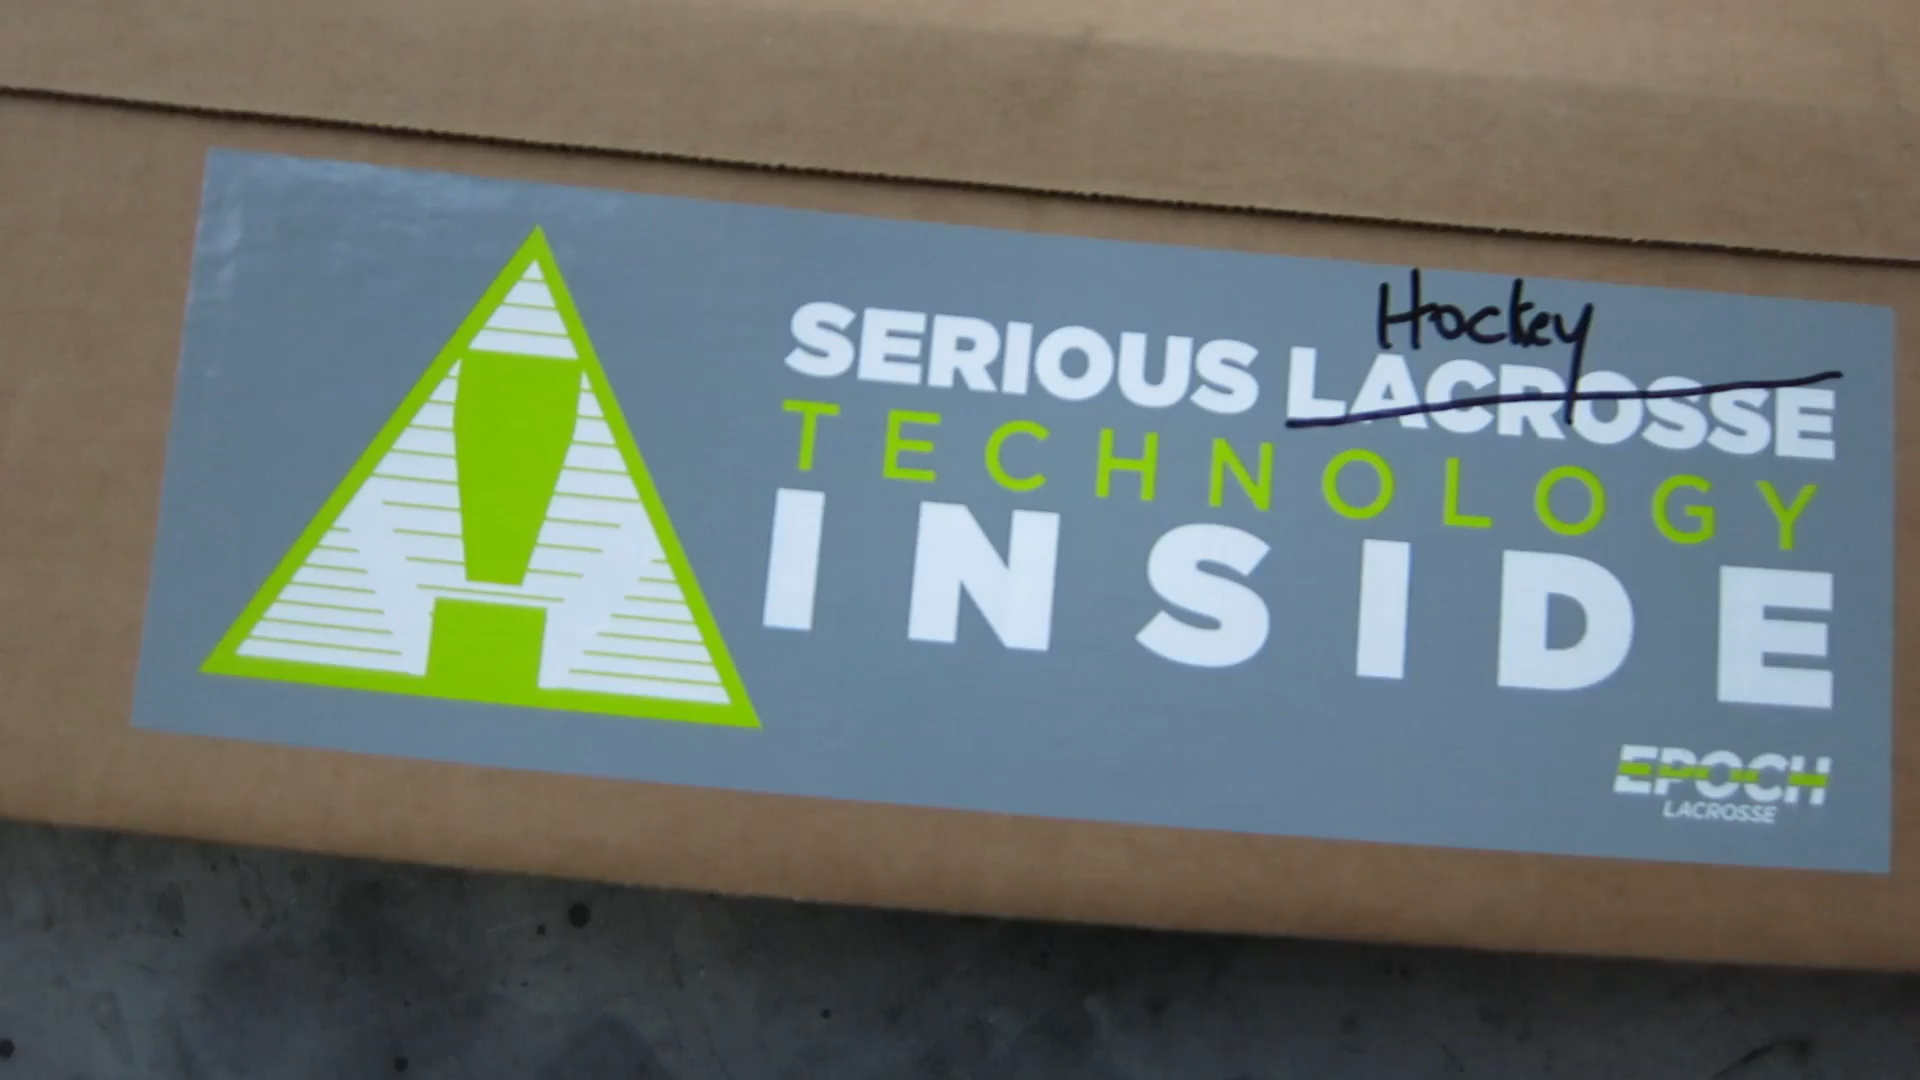 Hockey
SERIOUS LACROSSE
TECHNOLOGY
INSIDE
EPOCH
LACROSSE